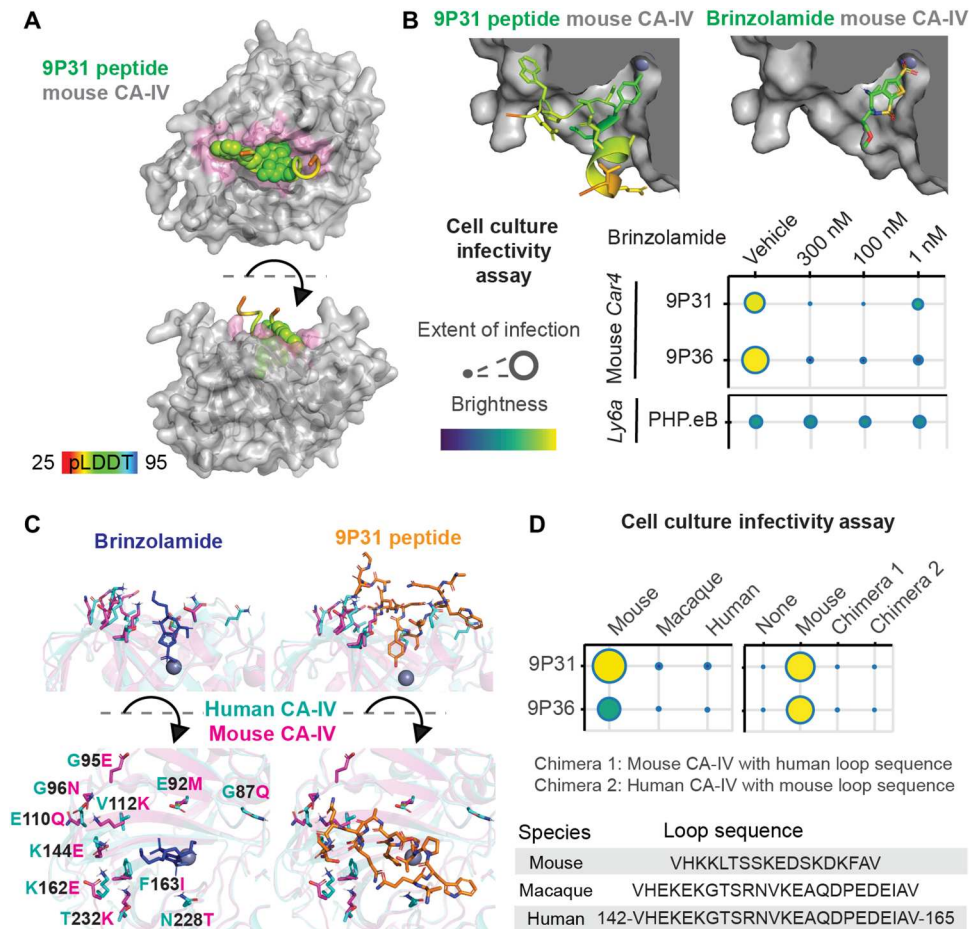 A
9P31 peptide
mouse CA-IV
25 pLDDT 95
B
9P31 peptide mouse CA-IV
Brinzolamide mouse CA-IV
Cell culture
infectivity
assay
Extent of infection
Brightness
Brinzolamide
Vehicle
300 nM
100 nM
1 nM
Mouse Car4
9P31
9P36
Ly6a
PHP.eB
C
Brinzolamide
9P31 peptide
Human CA-IV
Mouse CA-IV
G95E
G96N
E92M
G87Q
V112K
E110Q
K144E
K162E
F163I
T232K
N228T
D
Cell culture infectivity assay
Mouse
Macaque
Human
None
Mouse
Chimera 1
Chimera 2
9P31
9P36
Chimera 1: Mouse CA-IV with human loop sequence
Chimera 2: Human CA-IV with mouse loop sequence
Species Loop sequence
Mouse VHKKLTSSKEDSKDKFAV
Macaque VHEKEKGTSRNVKEAQDPEDEIAV
Human 142-VHEKEKGTSRNVKEAQDPEDEIAV-165